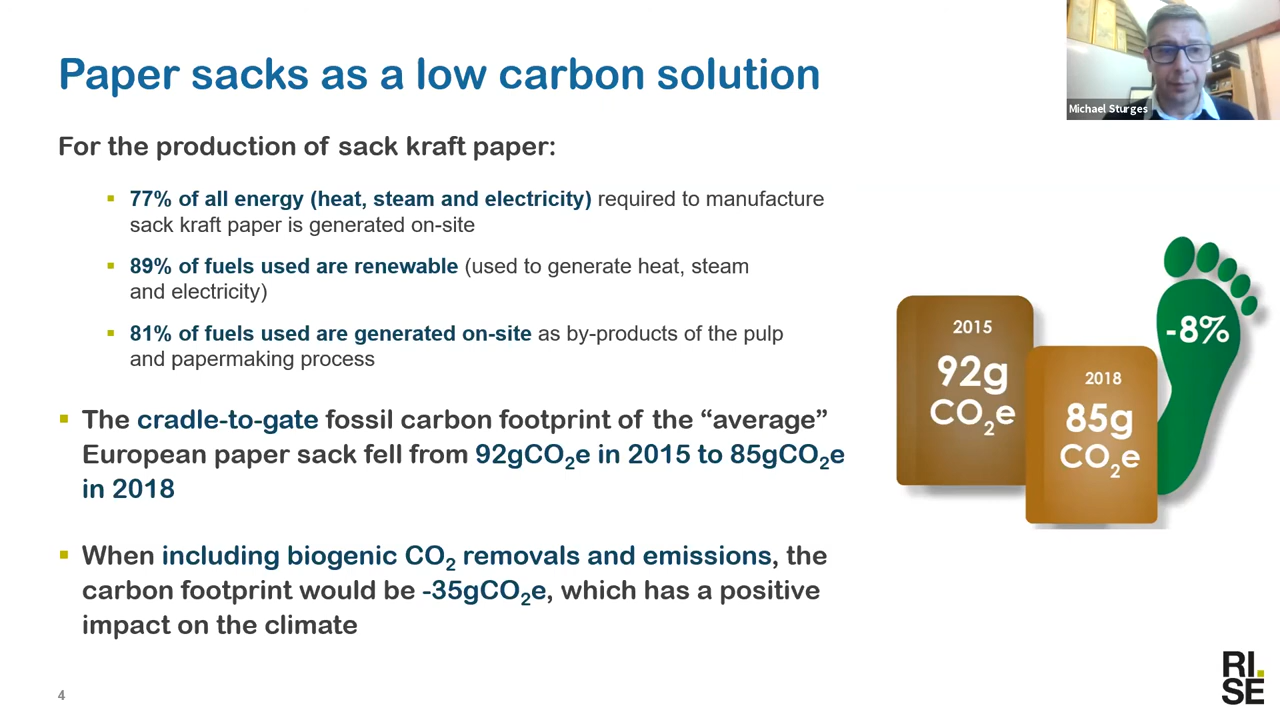 Paper sacks as a low carbon solution
Michael Sturges
For the production of sack kraft paper:
▪ 77% of all energy (heat, steam and electricity) required to manufacture
sack kraft paper is generated on-site
▪ 89% of fuels used are renewable (used to generate heat, steam
and electricity)
▪ 81% of fuels used are generated on-site as by-products of the pulp
and papermaking process
▪ The cradle-to-gate fossil carbon footprint of the “average”
European paper sack fell from 92gCO₂e in 2015 to 85gCO₂e
in 2018
▪ When including biogenic CO₂ removals and emissions, the
carbon footprint would be -35gCO₂e, which has a positive
impact on the climate
2015
92g
CO₂e
2018
85g
CO₂e
-8%
4
RI.
SE